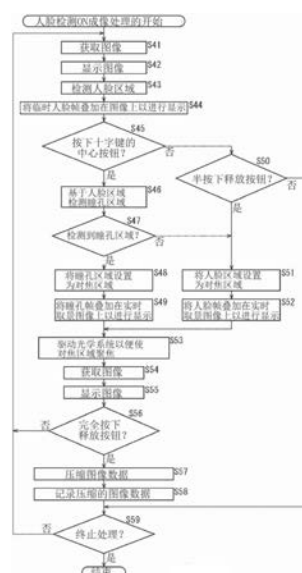 人脸检测ON成像处理的开始
S41
获取图像
S42
显示图像
S43
检测人脸区域
S44
将临时人脸帧叠加在图像上以进行显示
S45
按下十字键的
中心按钮?
否
是
S46
基于人脸区域
检测瞳孔区域
S50
半按下释放按钮?
否
是
S47
检测到瞳孔区域?
否
是
S48
将瞳孔区域设置
为对焦区域
S51
将人脸区域设置
为对焦区域
S49
将瞳孔帧叠加在实时
取景图像上以进行显示
S52
将人脸帧叠加在实时
取景图像上以进行显示
S53
驱动光学系统以便使
对焦区域聚焦
S54
获取图像
S55
显示图像
S56
完全按下
释放按钮?
否
是
S57
压缩图像数据
S58
记录压缩的图像数据
S59
终止处理?
否
是
结束